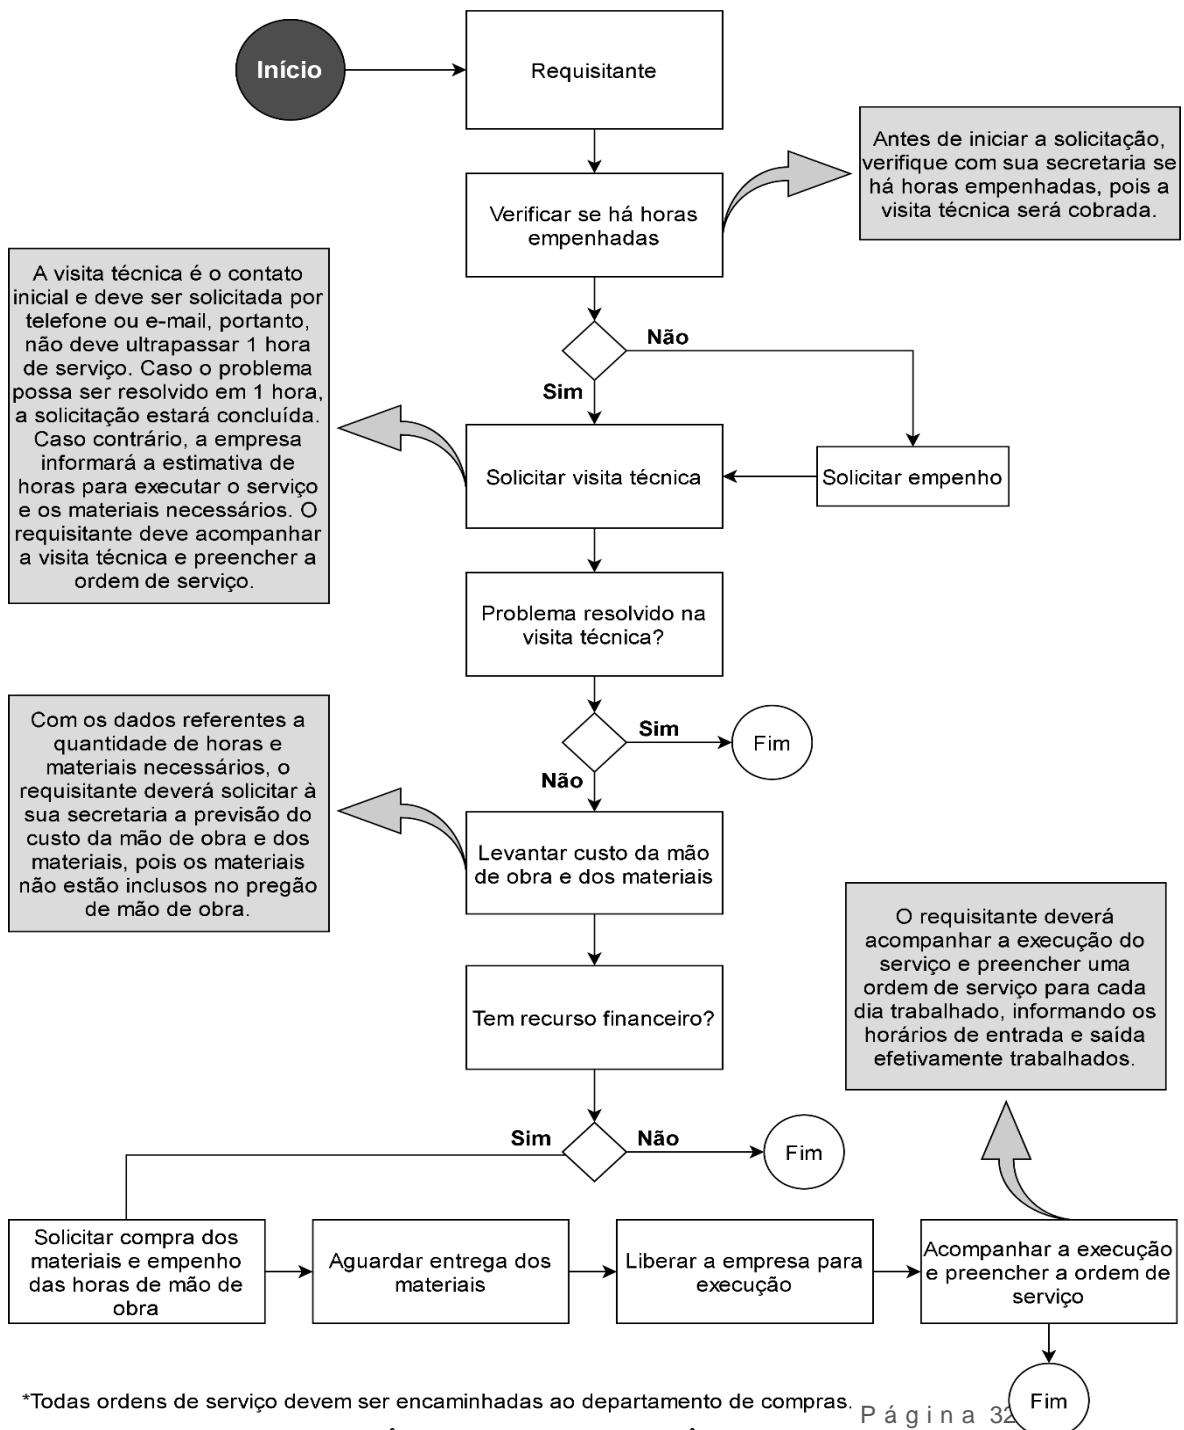 Início
Requisitante
Antes de iniciar a solicitação,
verifique com sua secretaria se
há horas empenhadas, pois a
visita técnica será cobrada.
Verificar se há horas
empenhadas
A visita técnica é o contato
inicial e deve ser solicitada por
telefone ou e-mail, portanto,
não deve ultrapassar 1 hora
de serviço. Caso o problema
possa ser resolvido em 1 hora,
a solicitação estará concluída.
Caso contrário, a empresa
informará a estimativa de
horas para executar o serviço
e os materiais necessários. O
requisitante deve acompanhar
a visita técnica e preencher a
ordem de serviço.
Não
Sim
Solicitar visita técnica
Solicitar empenho
Problema resolvido na
visita técnica?
Sim
Fim
Não
Com os dados referentes a
quantidade de horas e
materiais necessários, o
requisitante deverá solicitar à
sua secretaria a previsão do
custo da mão de obra e dos
materiais, pois os materiais
não estão inclusos no pregão
de mão de obra.
Levantar custo da mão
de obra e dos materiais
O requisitante deverá
acompanhar a execução do
serviço e preencher uma
ordem de serviço para cada
dia trabalhado, informando os
horários de entrada e saída
efetivamente trabalhados.
Tem recurso financeiro?
Sim
Não
Fim
Solicitar compra dos
materiais e empenho
das horas de mão de
obra
Aguardar entrega dos
materiais
Liberar a empresa para
execução
Acompanhar a execução
e preencher a ordem de
serviço
Fim
*Todas ordens de serviço devem ser encaminhadas ao departamento de compras.
Página 32